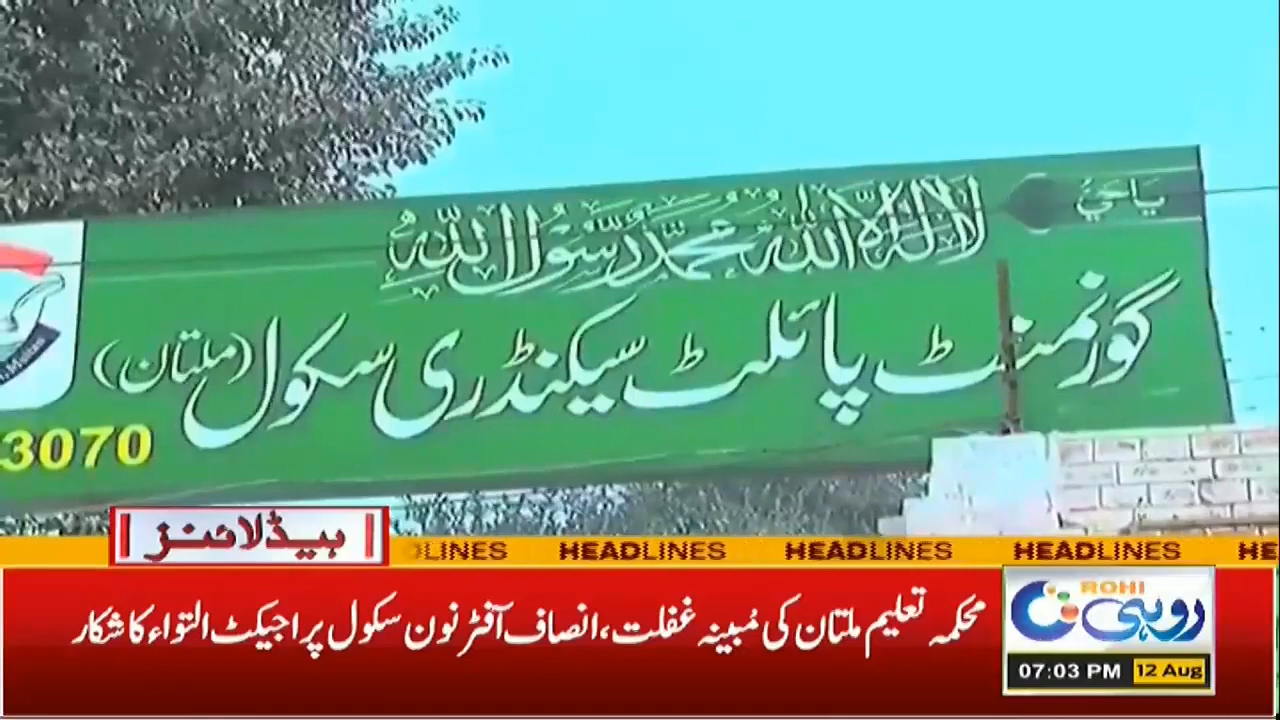 یا حی
لا الہ الا اللہ محمد رسول اللہ
گورنمنٹ پائلٹ سیکنڈری سکول (ملتان)
3070
ہیڈلائنز
HEADLINES HEADLINES HEADLINES
محکمہ تعلیم ملتان کی مُبینہ غفلت، انصاف آفٹر نون سکول پراجیکٹ التواء کا شکار
ROHI
روہی
07:03 PM 12 Aug